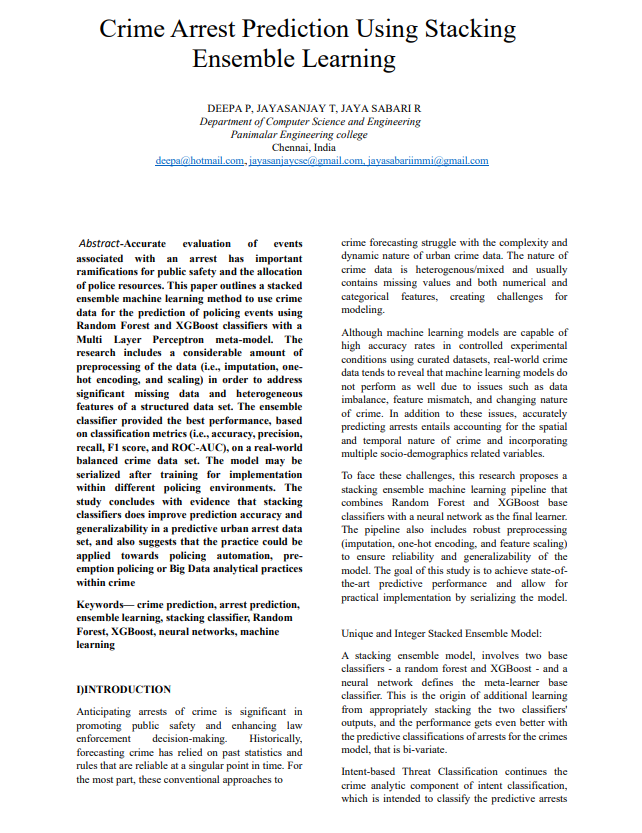 Crime Arrest Prediction Using Stacking
Ensemble Learning
DEEPA P, JAYASANJAY T, JAYA SABARI R
Department of Computer Science and Engineering
Panimalar Engineering college
Chennai, India
deepa@hotmail.com, jayasanjaycse@gmail.com, jayasabariimmi@gmail.com
Abstract-Accurate evaluation of events
associated with an arrest has important
ramifications for public safety and the allocation
of police resources. This paper outlines a stacked
ensemble machine learning method to use crime
data for the prediction of policing events using
Random Forest and XGBoost classifiers with a
Multi Layer Perceptron meta-model. The
research includes a considerable amount of
preprocessing of the data (i.e., imputation, one-
hot encoding, and scaling) in order to address
significant missing data and heterogeneous
features of a structured data set. The ensemble
classifier provided the best performance, based
on classification metrics (i.e., accuracy, precision,
recall, F1 score, and ROC-AUC), on a real-world
balanced crime data set. The model may be
serialized after training for implementation
within different policing environments. The
study concludes with evidence that stacking
classifiers does improve prediction accuracy and
generalizability in a predictive urban arrest data
set, and also suggests that the practice could be
applied towards policing automation, pre-
emption policing or Big Data analytical practices
within crime
Keywords— crime prediction, arrest prediction,
ensemble learning, stacking classifier, Random
Forest, XGBoost, neural networks, machine
learning
I)INTRODUCTION
Anticipating arrests of crime is significant in
promoting public safety and enhancing law
enforcement decision-making. Historically,
forecasting crime has relied on past statistics and
rules that are reliable at a singular point in time. For
the most part, these conventional approaches to
crime forecasting struggle with the complexity and
dynamic nature of urban crime data. The nature of
crime data is heterogenous/mixed and usually
contains missing values and both numerical and
categorical features, creating challenges for
modeling.
Although machine learning models are capable of
high accuracy rates in controlled experimental
conditions using curated datasets, real-world crime
data tends to reveal that machine learning models do
not perform as well due to issues such as data
imbalance, feature mismatch, and changing nature
of crime. In addition to these issues, accurately
predicting arrests entails accounting for the spatial
and temporal nature of crime and incorporating
multiple socio-demographics related variables.
To face these challenges, this research proposes a
stacking ensemble machine learning pipeline that
combines Random Forest and XGBoost base
classifiers with a neural network as the final learner.
The pipeline also includes robust preprocessing
(imputation, one-hot encoding, and feature scaling)
to ensure reliability and generalizability of the
model. The goal of this study is to achieve state-of-
the-art predictive performance and allow for
practical implementation by serializing the model.
Unique and Integer Stacked Ensemble Model:
A stacking ensemble model, involves two base
classifiers - a random forest and XGBoost - and a
neural network defines the meta-learner base
classifier. This is the origin of additional learning
from appropriately stacking the two classifiers'
outputs, and the performance gets even better with
the predictive classifications of arrests for the crimes
model, that is bi-variate.
Intent-based Threat Classification continues the
crime analytic component of intent classification,
which is intended to classify the predictive arrests